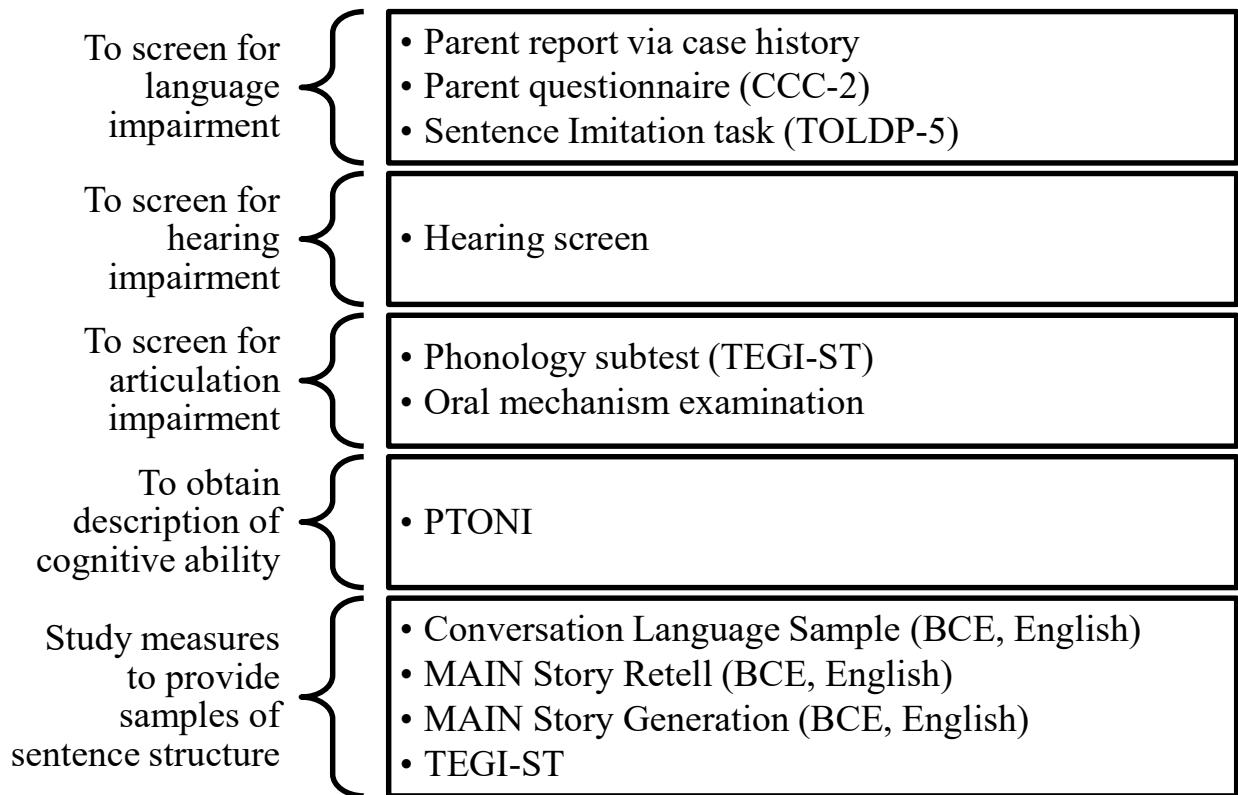 To screen for
language
impairment
• Parent report via case history
• Parent questionnaire (CCC-2)
• Sentence Imitation task (TOLDP-5)
To screen for
hearing
impairment
• Hearing screen
To screen for
articulation
impairment
• Phonology subtest (TEGI-ST)
• Oral mechanism examination
To obtain
description of
cognitive ability
• PTONI
Study measures
to provide
samples of
sentence structure
• Conversation Language Sample (BCE, English)
• MAIN Story Retell (BCE, English)
• MAIN Story Generation (BCE, English)
• TEGI-ST